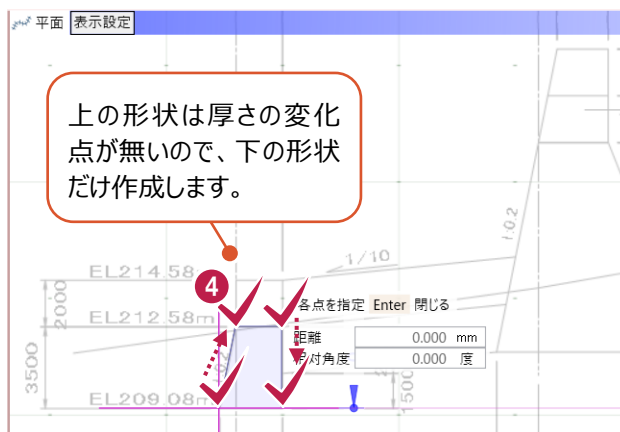 平面 表示設定
上の形状は厚さの変化
点が無いので、下の形状
だけ作成します。
1:0.2
1/10
EL214.58
4
2000
各点を指定 Enter 閉じる
EL212.58m
距離 0.000 mm
相対角度 0.000 度
3500
1500
EL209.08m